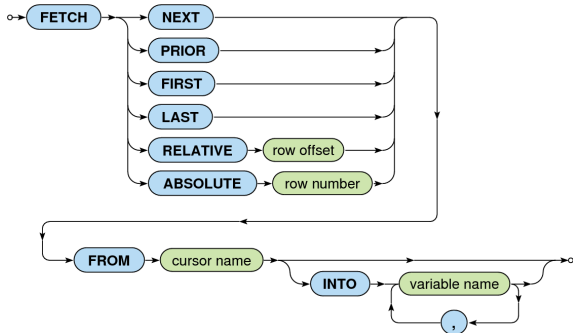 FETCH NEXT
PRIOR
FIRST
LAST
RELATIVE row offset
ABSOLUTE row number
FROM cursor name
INTO variable name
,